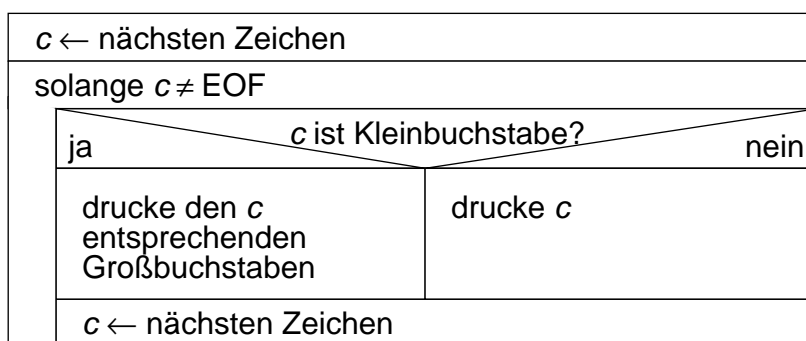 c ← nächsten Zeichen
solange c ≠ EOF
c ist Kleinbuchstabe?
ja
nein
drucke den c
entsprechenden
Großbuchstaben
drucke c
c ← nächsten Zeichen